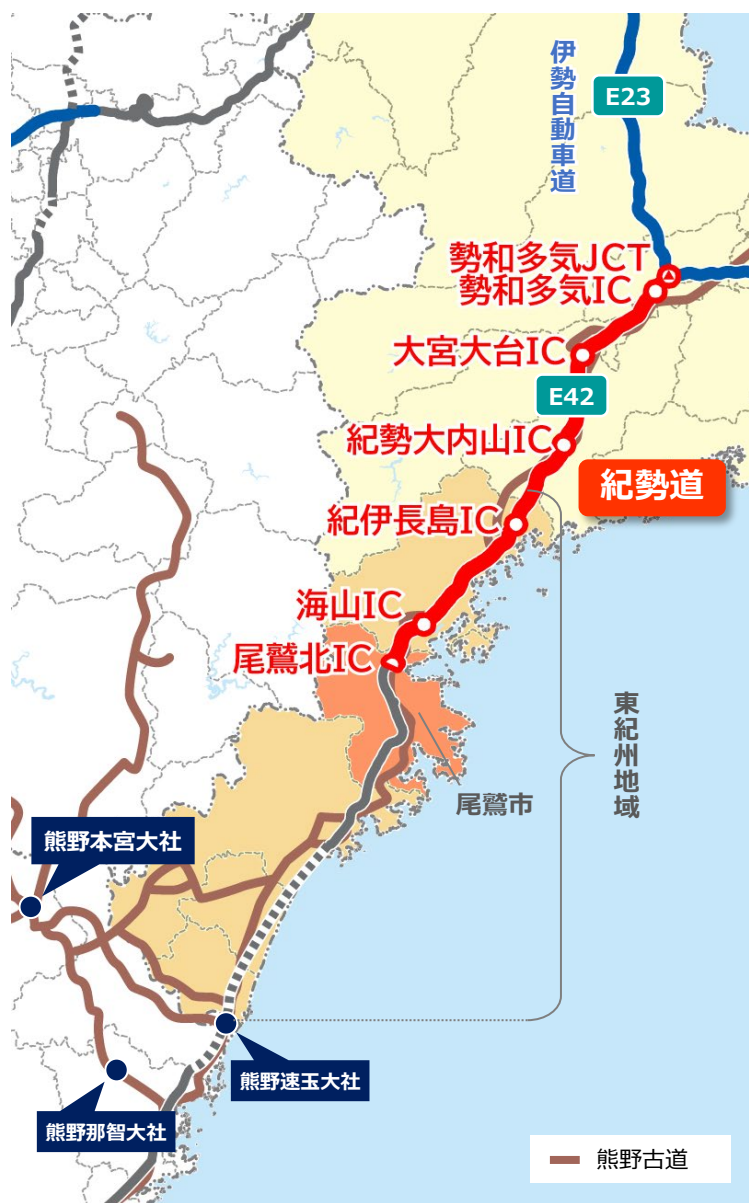 伊勢自動車道
E23
勢和多気JCT
勢和多気IC
大宮大台IC
E42
紀勢大内山IC
紀勢道
紀伊長島IC
海山IC
尾鷲北IC
東紀州地域
尾鷲市
熊野本宮大社
熊野速玉大社
熊野那智大社
熊野古道